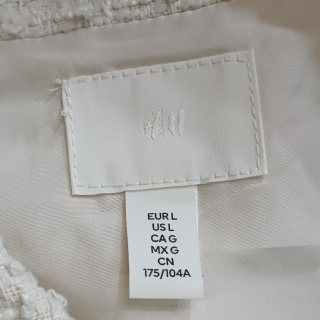 H&M
EUR L
US L
CA G
MX G
CN
175/104A